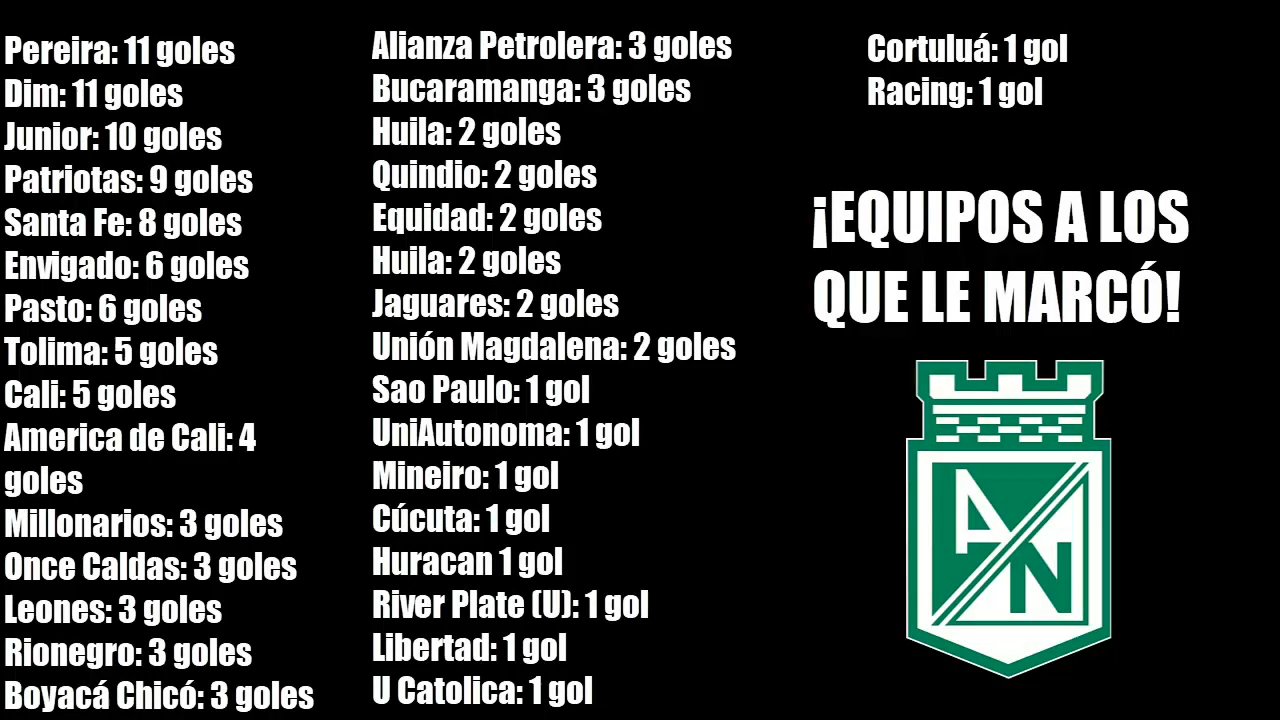 Pereira: 11 goles
Dim: 11 goles
Junior: 10 goles
Patriotas: 9 goles
Santa Fe: 8 goles
Envigado: 6 goles
Pasto: 6 goles
Tolima: 5 goles
Cali: 5 goles
America de Cali: 4
goles
Millonarios: 3 goles
Once Caldas: 3 goles
Leones: 3 goles
Rionegro: 3 goles
Boyacá Chicó: 3 goles
Alianza Petrolera: 3 goles
Bucaramanga: 3 goles
Huila: 2 goles
Quindio: 2 goles
Equidad: 2 goles
Huila: 2 goles
Jaguares: 2 goles
Unión Magdalena: 2 goles
Sao Paulo: 1 gol
UniAutonoma: 1 gol
Mineiro: 1 gol
Cúcuta: 1 gol
Huracan 1 gol
River Plate (U): 1 gol
Libertad: 1 gol
U Catolica: 1 gol
Cortuluá: 1 gol
Racing: 1 gol
¡EQUIPOS A LOS
QUE LE MARCÓ!
AN